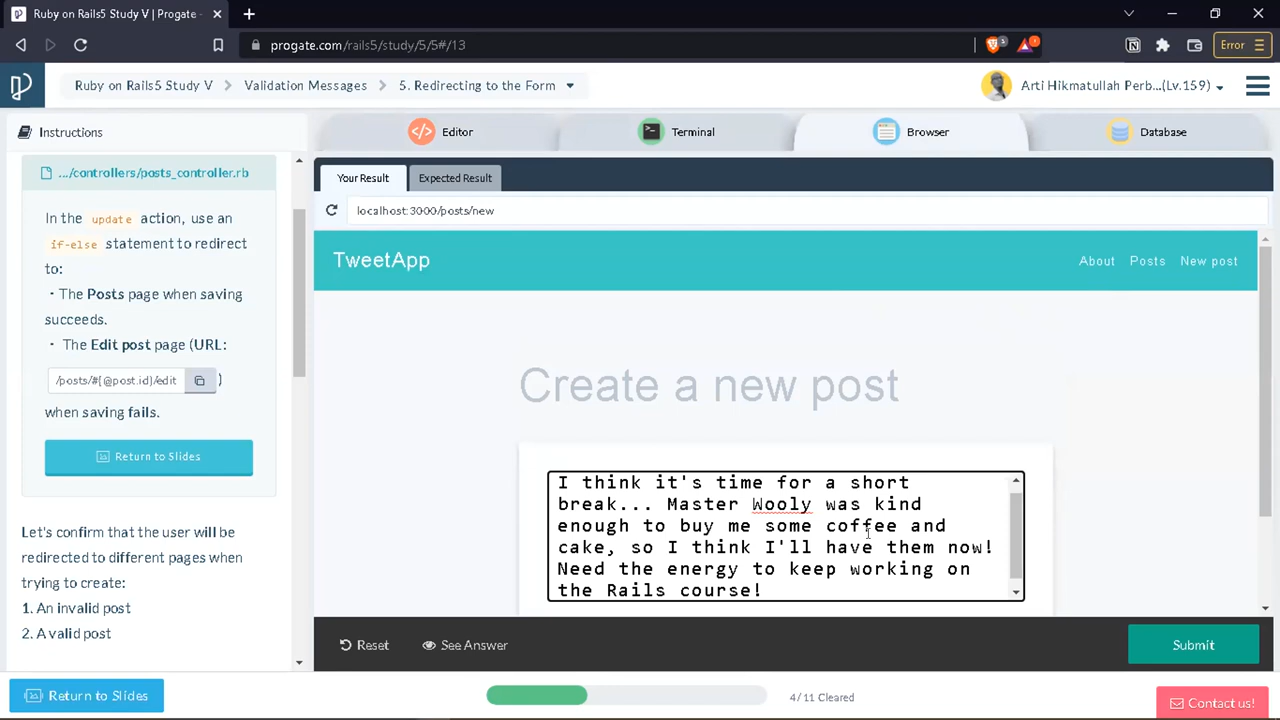 Ruby on Rails5 Study V | Progate -
progate.com/rails5/study/5/5#/13
Error
Ruby on Rails5 Study V
Validation Messages
5. Redirecting to the Form
Arti Hikmatullah Perb...(Lv.159)
Instructions
Editor
Terminal
Browser
Database
.../controllers/posts_controller.rb
In the update action, use an
if-else statement to redirect
to:
・The Posts page when saving
succeeds.
・ The Edit post page (URL:
/posts/#{@post.id}/edit )
when saving fails.
Return to Slides
Let's confirm that the user will be
redirected to different pages when
trying to create:
1. An invalid post
2. A valid post
Your Result
Expected Result
localhost:3000/posts/new
TweetApp
About
Posts
New post
Create a new post
I think it's time for a short
break... Master Wooly was kind
enough to buy me some coffee and
cake, so I think I'll have them now!
Need the energy to keep working on
the Rails course!
Reset
See Answer
Submit
Return to Slides
4/11 Cleared
Contact us!